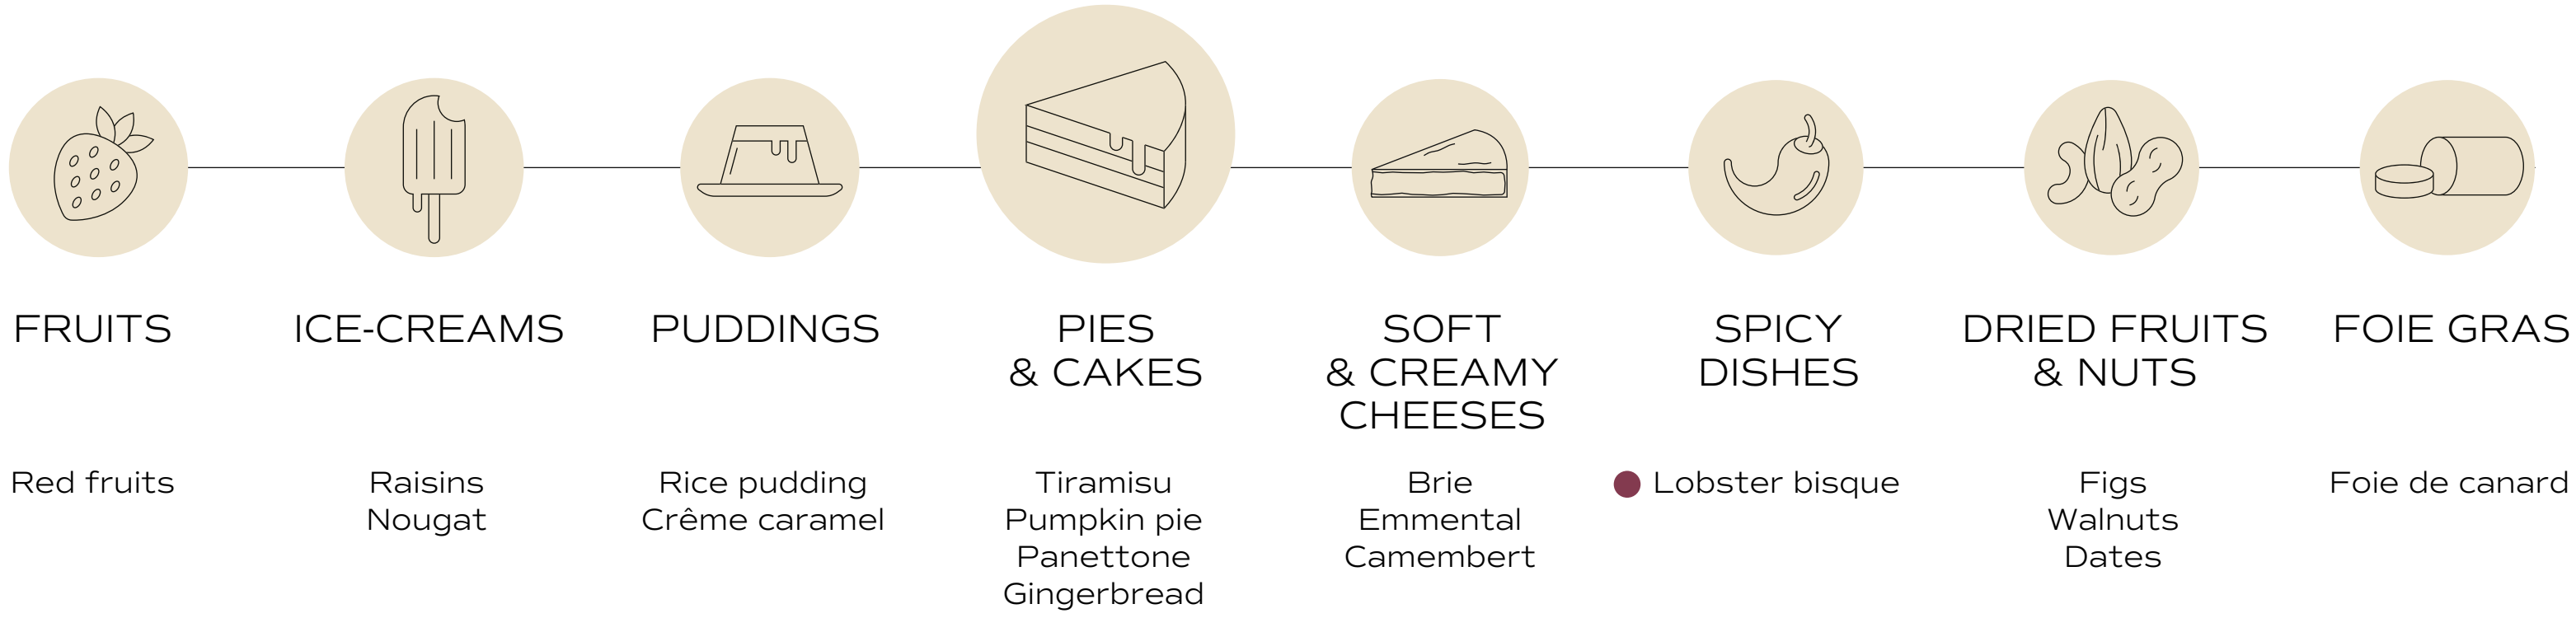 FRUITS
ICE-CREAMS
PUDDINGS
PIES
& CAKES
SOFT
& CREAMY
CHEESES
SPICY
DISHES
DRIED FRUITS
& NUTS
FOIE GRAS
Red fruits
Raisins
Nougat
Rice pudding
Crême caramel
Tiramisu
Pumpkin pie
Panettone
Gingerbread
Brie
Emmental
Camembert
Lobster bisque
Figs
Walnuts
Dates
Foie de canard